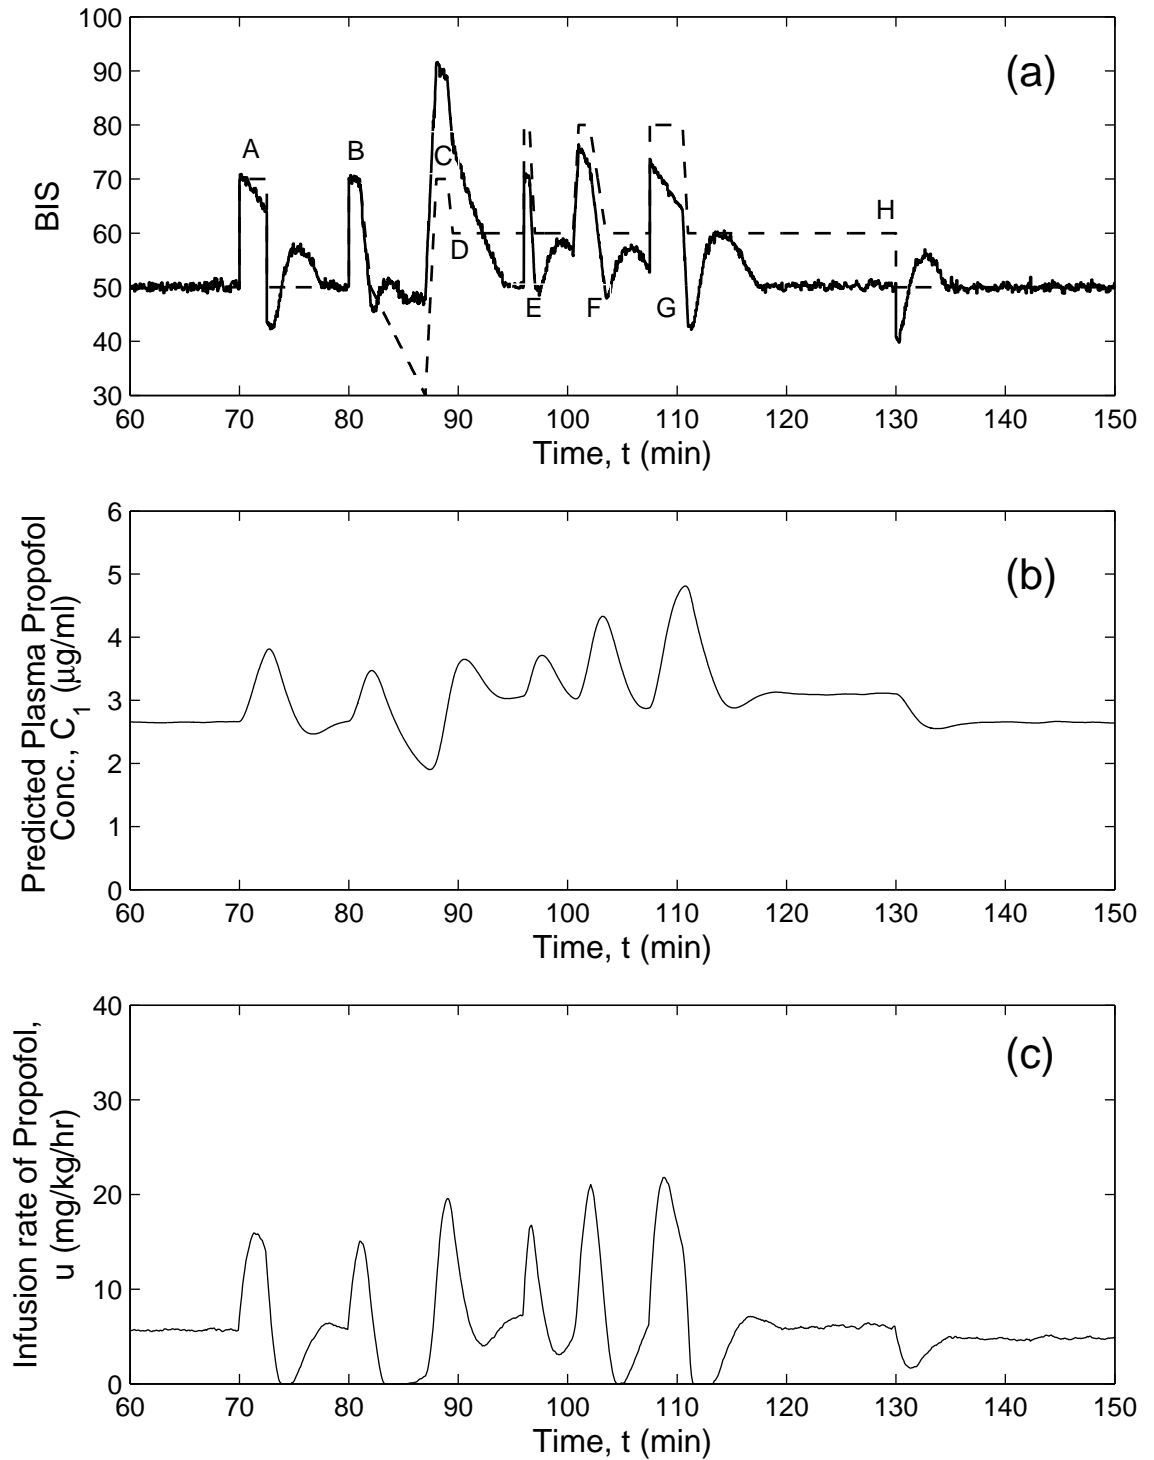 100
90
80
70
60
50
40
30
BIS
(a)
A
B
C
D
E
F
G
H
60 70 80 90 100 110 120 130 140 150
Time, t (min)
6
5
4
3
2
1
0
Predicted Plasma Propofol
Conc., C₁ (μg/ml)
(b)
60 70 80 90 100 110 120 130 140 150
Time, t (min)
40
30
20
10
0
Infusion rate of Propofol,
u (mg/kg/hr)
(c)
60 70 80 90 100 110 120 130 140 150
Time, t (min)